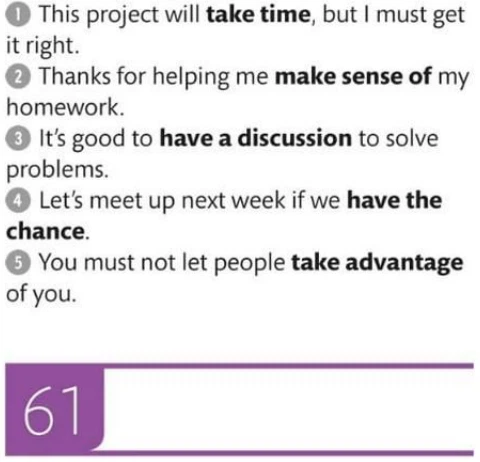 1 This project will take time, but I must get
it right.
2 Thanks for helping me make sense of my
homework.
3 It's good to have a discussion to solve
problems.
4 Let's meet up next week if we have the
chance.
5 You must not let people take advantage
of you.
61